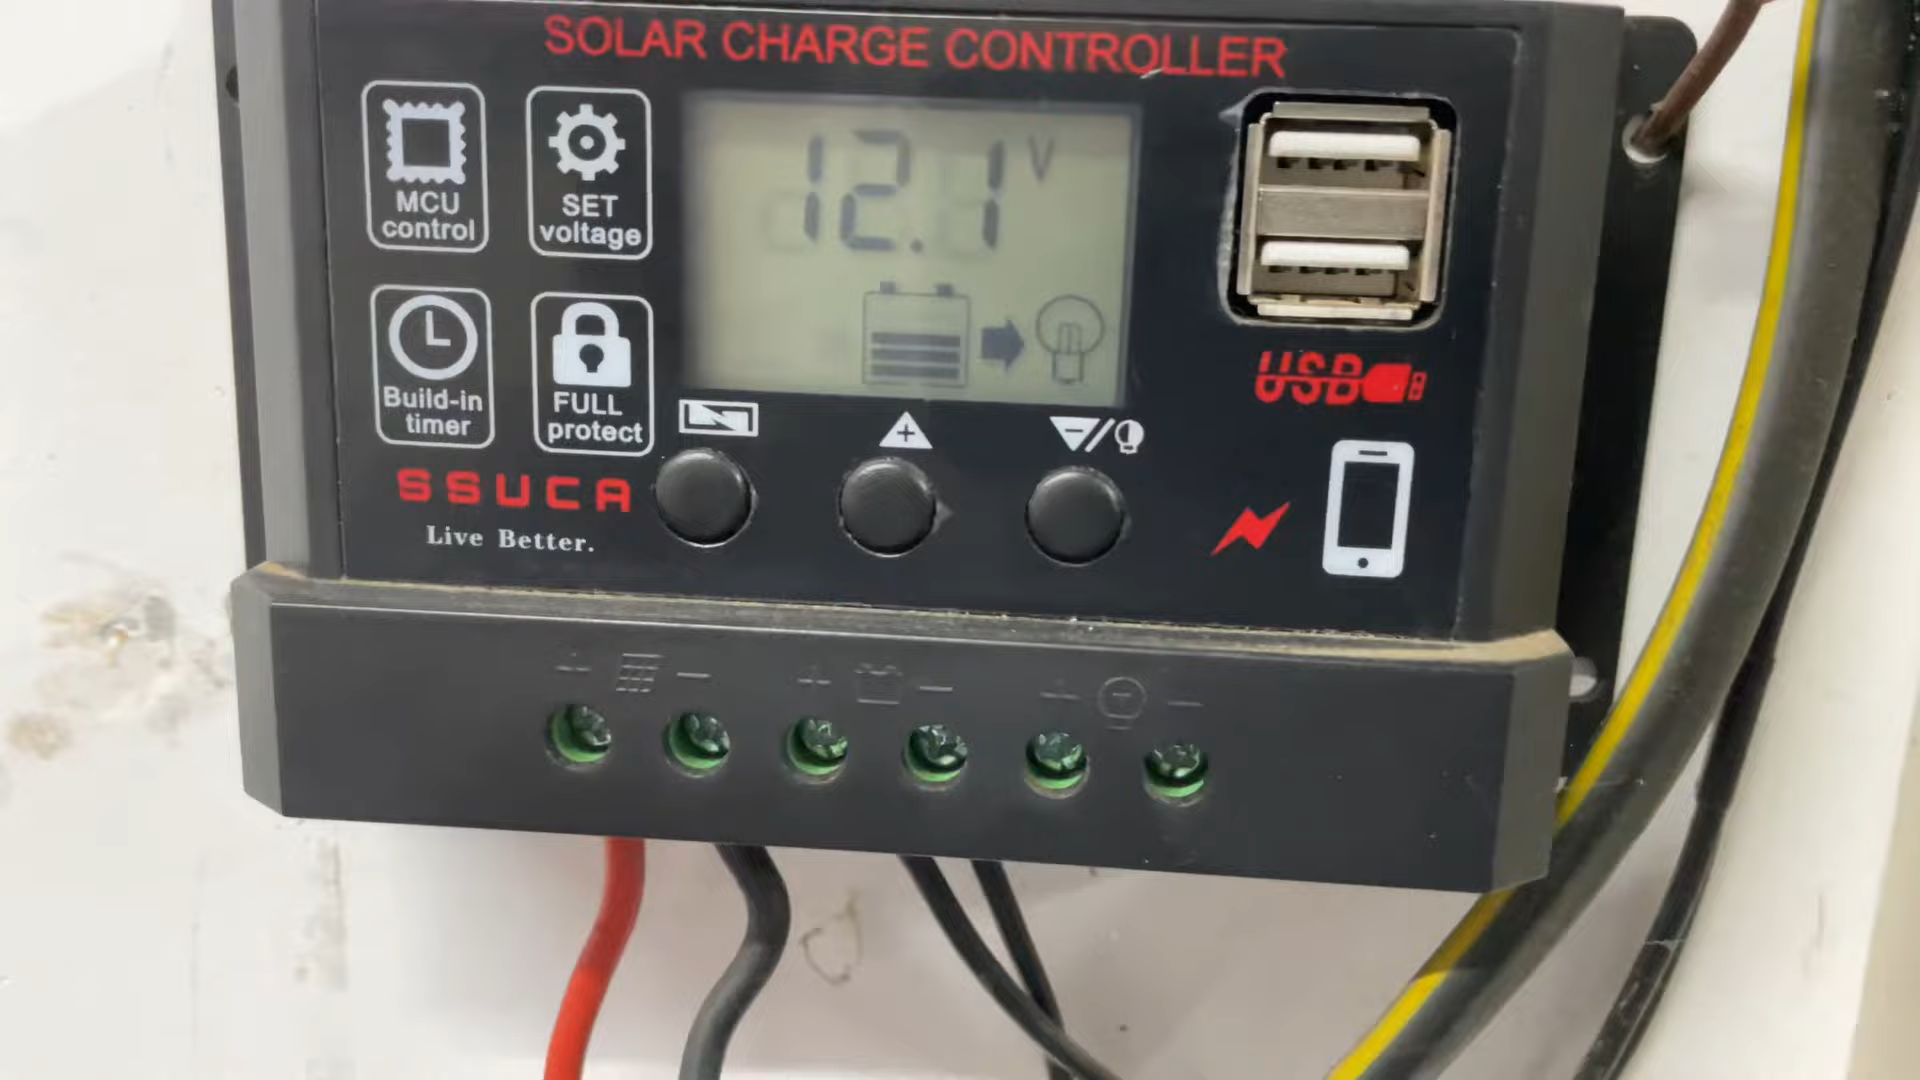 SOLAR CHARGE CONTROLLER
MCU
control
SET
voltage
12.1 V
Build-in
timer
FULL
protect
USB
SSUCA
Live Better.